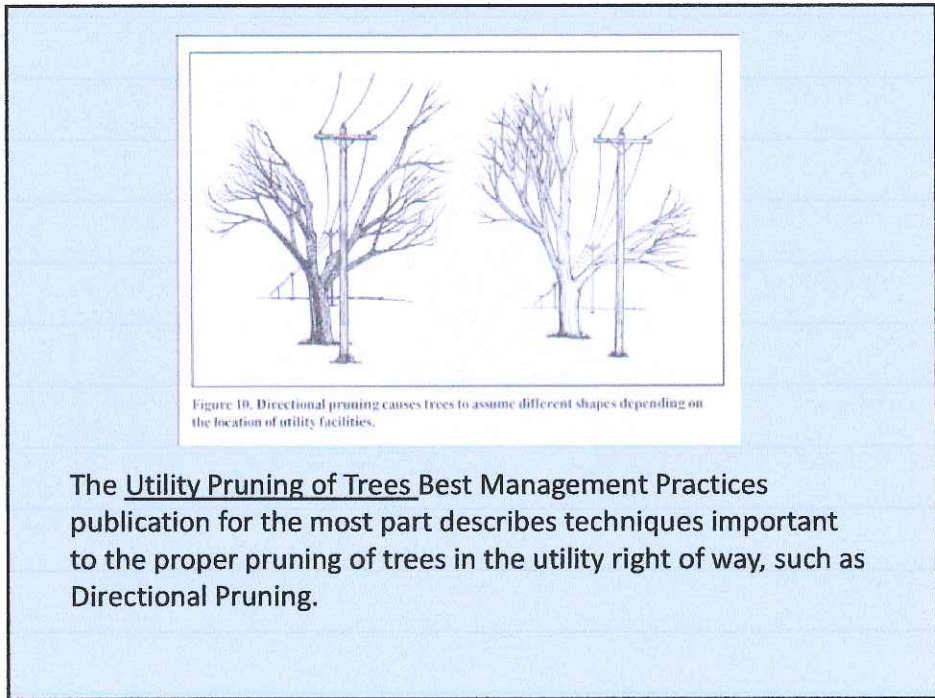 Figure 10. Directional pruning causes trees to assume different shapes depending on
the location of utility facilities.
The Utility Pruning of Trees Best Management Practices
publication for the most part describes techniques important
to the proper pruning of trees in the utility right of way, such as
Directional Pruning.